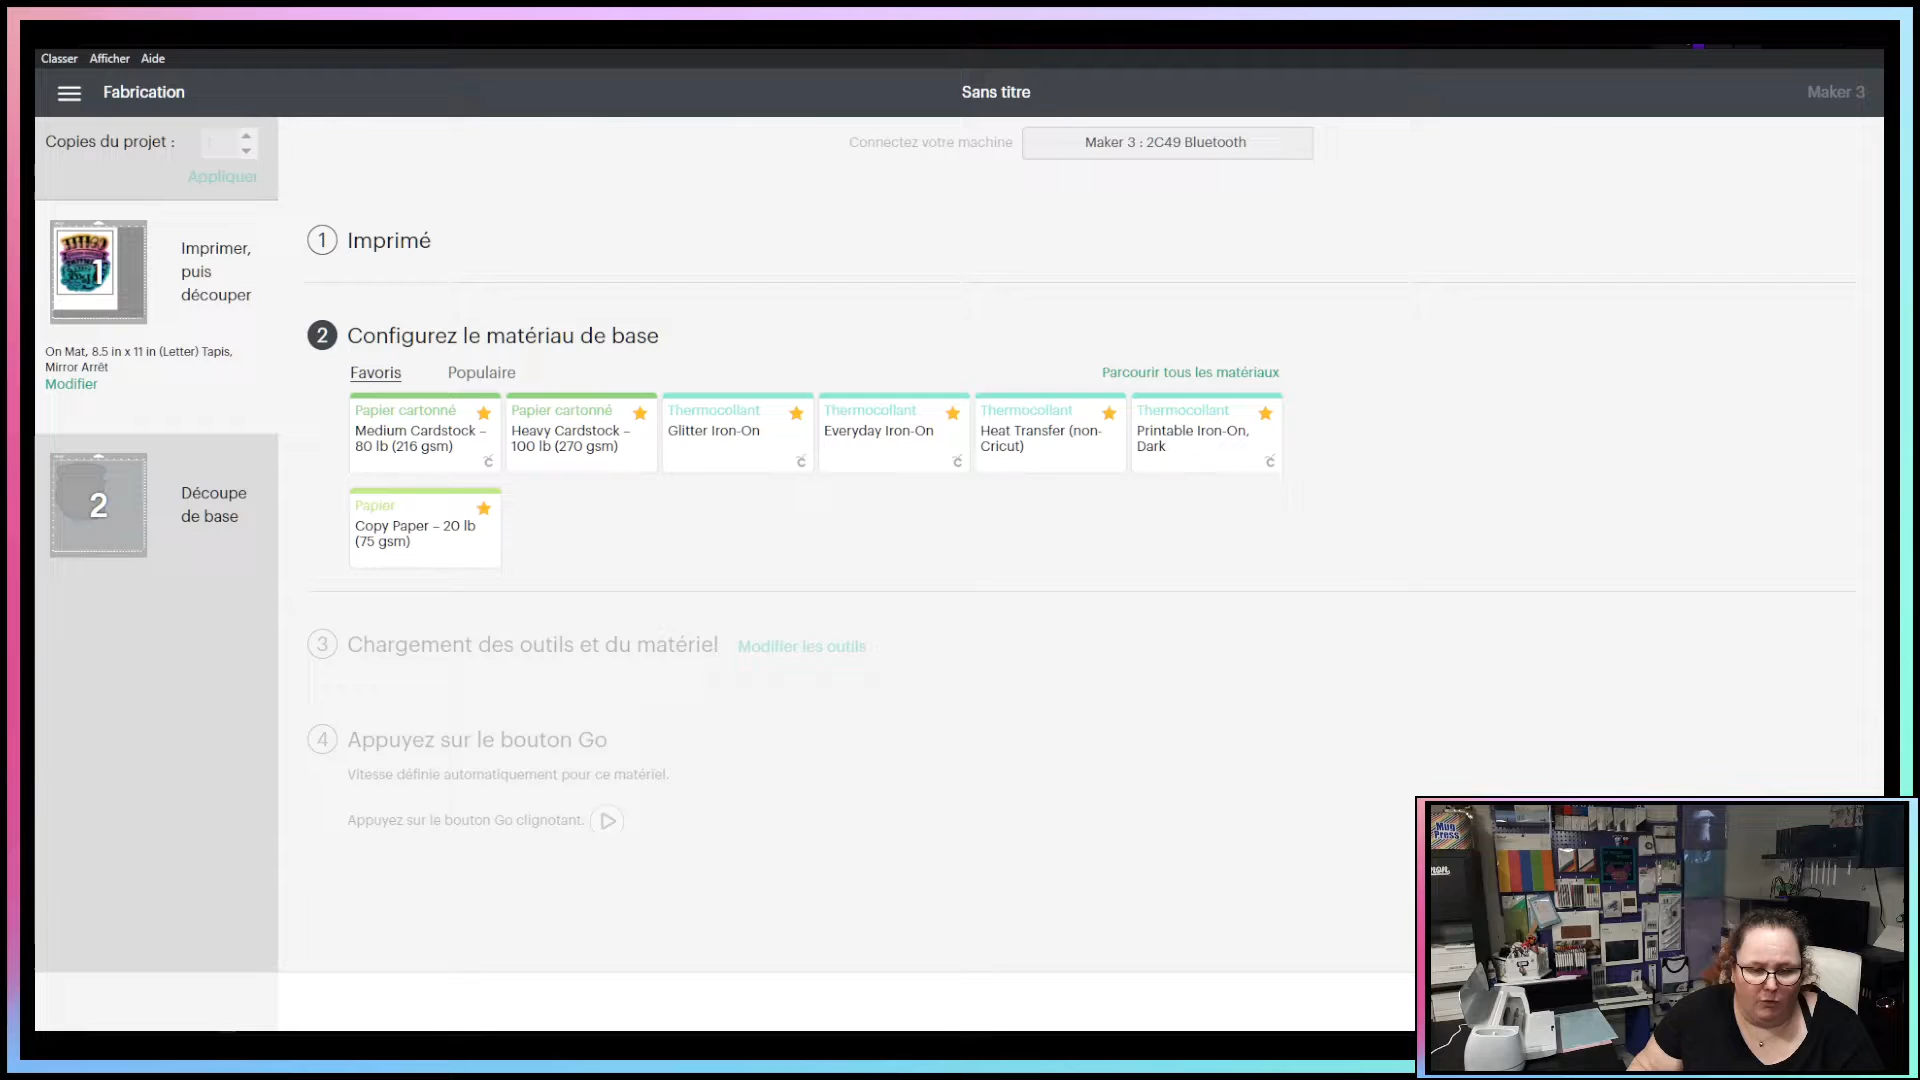 Classer Afficher Aide
Fabrication
Sans titre
Maker 3
Copies du projet :
Appliquer
Connectez votre machine
Maker 3 : 2C49 Bluetooth
1
Imprimer,
puis
découper
On Mat, 8.5 in x 11 in (Letter) Tapis,
Mirror Arrêt
Modifier
2
Découpe
de base
1 Imprimé
2 Configurez le matériau de base
Favoris Populaire
Parcourir tous les matériaux
Papier cartonné
Medium Cardstock –
80 lb (216 gsm)
Papier cartonné
Heavy Cardstock –
100 lb (270 gsm)
Thermocollant
Glitter Iron-On
Thermocollant
Everyday Iron-On
Thermocollant
Heat Transfer (non-
Cricut)
Thermocollant
Printable Iron-On,
Dark
Papier
Copy Paper – 20 lb
(75 gsm)
3 Chargement des outils et du matériel Modifier les outils
4 Appuyez sur le bouton Go
Vitesse définie automatiquement pour ce matériel.
Appuyez sur le bouton Go clignotant.
Mug
Press